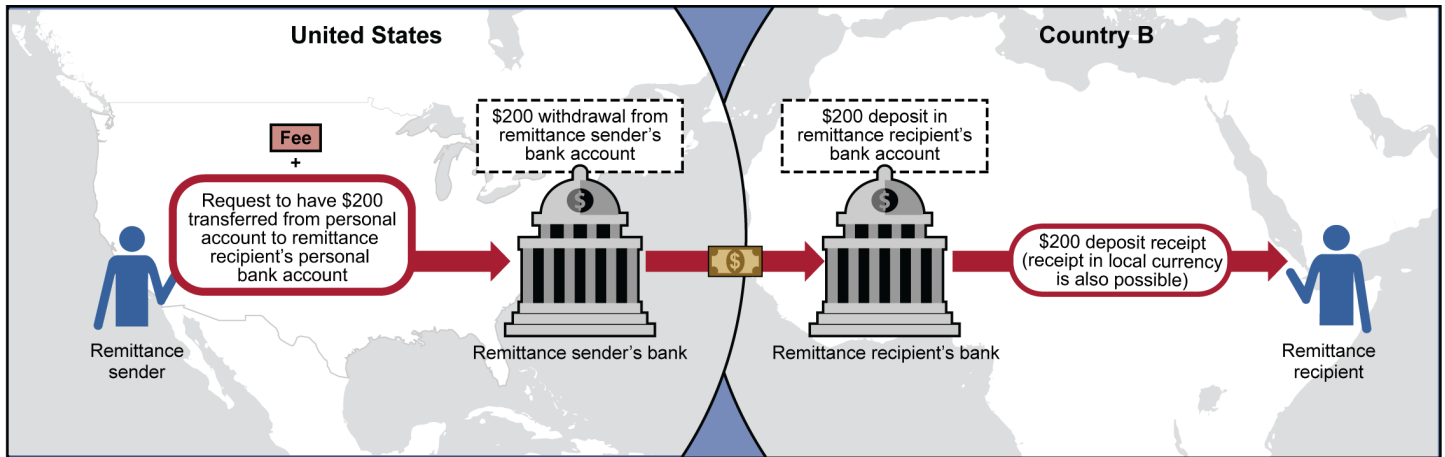 United States
Fee
+
Request to have $200
transferred from personal
account to remittance
recipient's personal
bank account
Remittance
sender
$200 withdrawal from
remittance sender's
bank account
$
Remittance sender's bank
$
Country B
$200 deposit in
remittance recipient's
bank account
$
Remittance recipient's bank
$200 deposit receipt
(receipt in local currency
is also possible)
Remittance
recipient